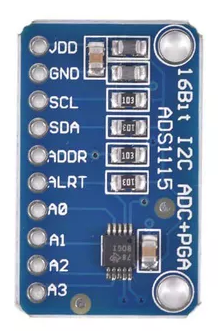 VDD
GND
SCL
SDA
ADDR
ALRT
A0
A1
A2
A3
103
103
103
103
16Bit I2C ADC+PGA
ADS1115
BOGI